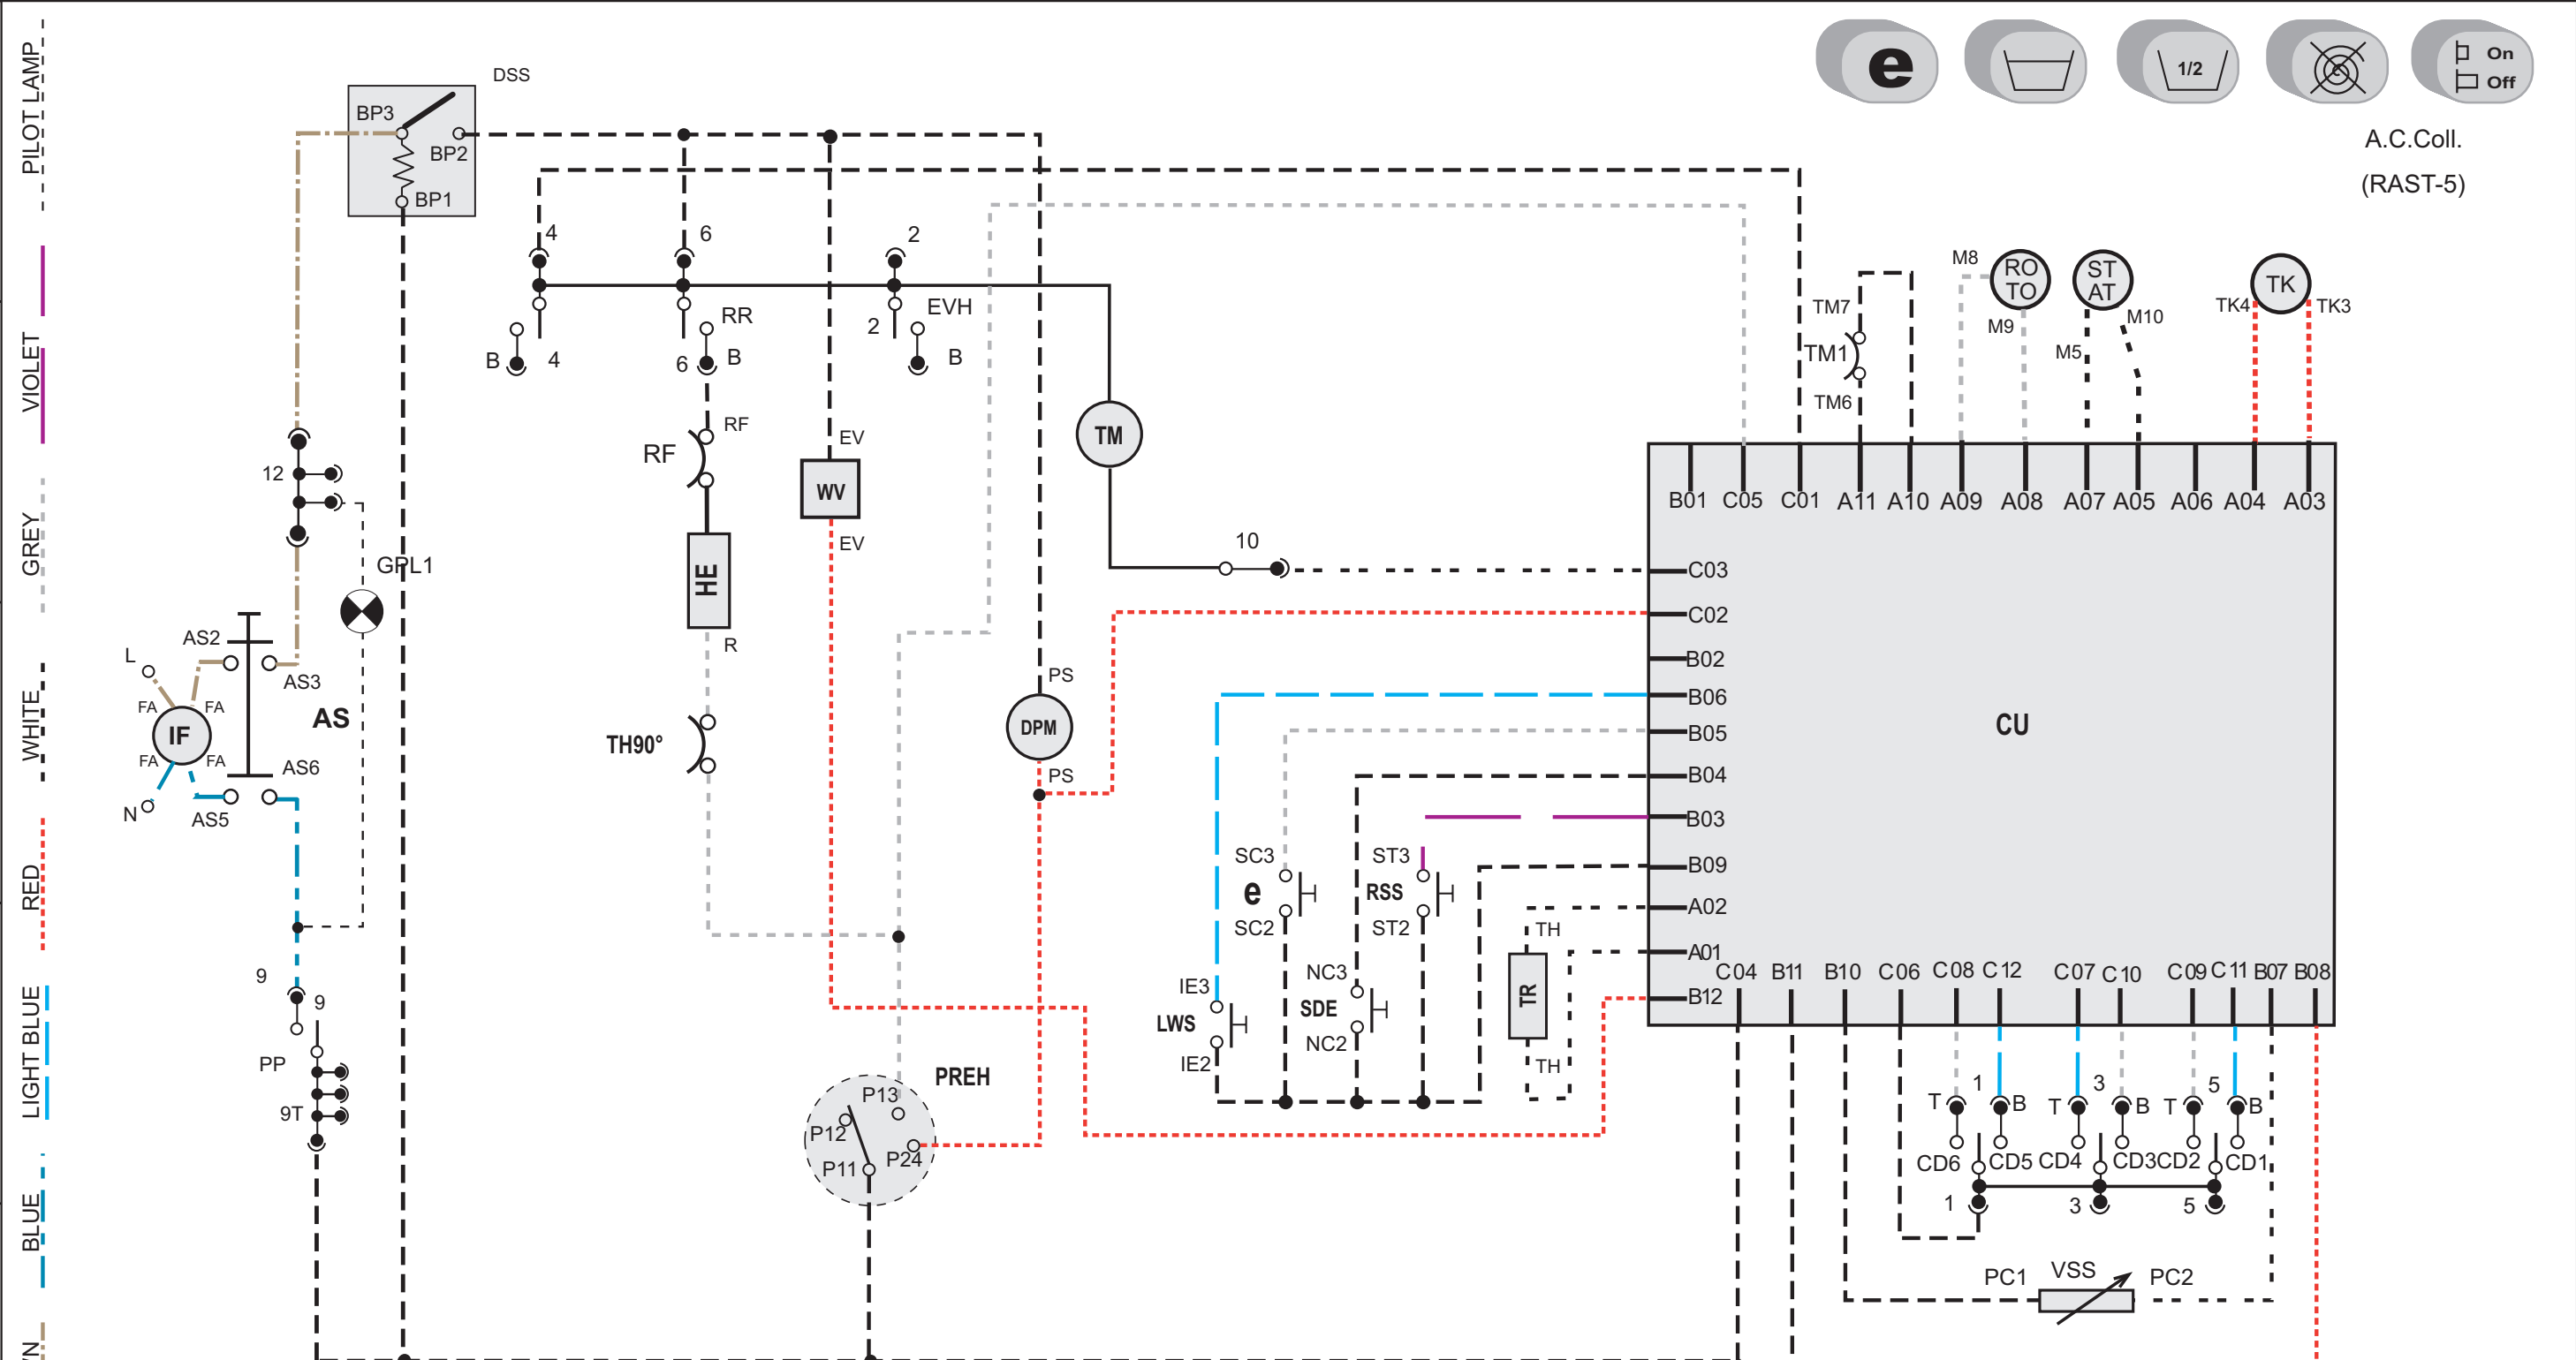 PILOT LAMP
VIOLET
GREY
WHITE
RED
LIGHT BLUE
BLUE
DSS
BP3
BP2
BP1
e
1/2
On
Off
A.C.Coll.
(RAST-5)
4
6
2
EVH
RR
2
B
4
6
B
B
M8
RO
TO
M9
ST
AT
M10
M5
TK
TK4
TK3
TM7
TM1
TM6
12
GPL1
RF
RF
EV
WV
EV
TM
HE
R
10
B01
C05
C01
A11
A10
A09
A08
A07
A05
A06
A04
A03
C03
C02
B02
B06
B05
B04
B03
B09
A02
A01
B12
CU
AS2
AS3
L
FA
FA
IF
FA
FA
AS
AS6
N
AS5
TH90°
PS
DPM
PS
SC3
e
SC2
ST3
RSS
ST2
TH
TR
TH
NC3
SDE
NC2
IE3
LWS
IE2
9
9
PP
9T
PREH
P13
P12
P11
P24
C04
B11
B10
C06
C08
C12
C07
C10
C09
C11
B07
B08
T
1
B
T
3
B
T
5
B
CD6
CD5
CD4
CD3
CD2
CD1
1
3
5
PC1
VSS
PC2